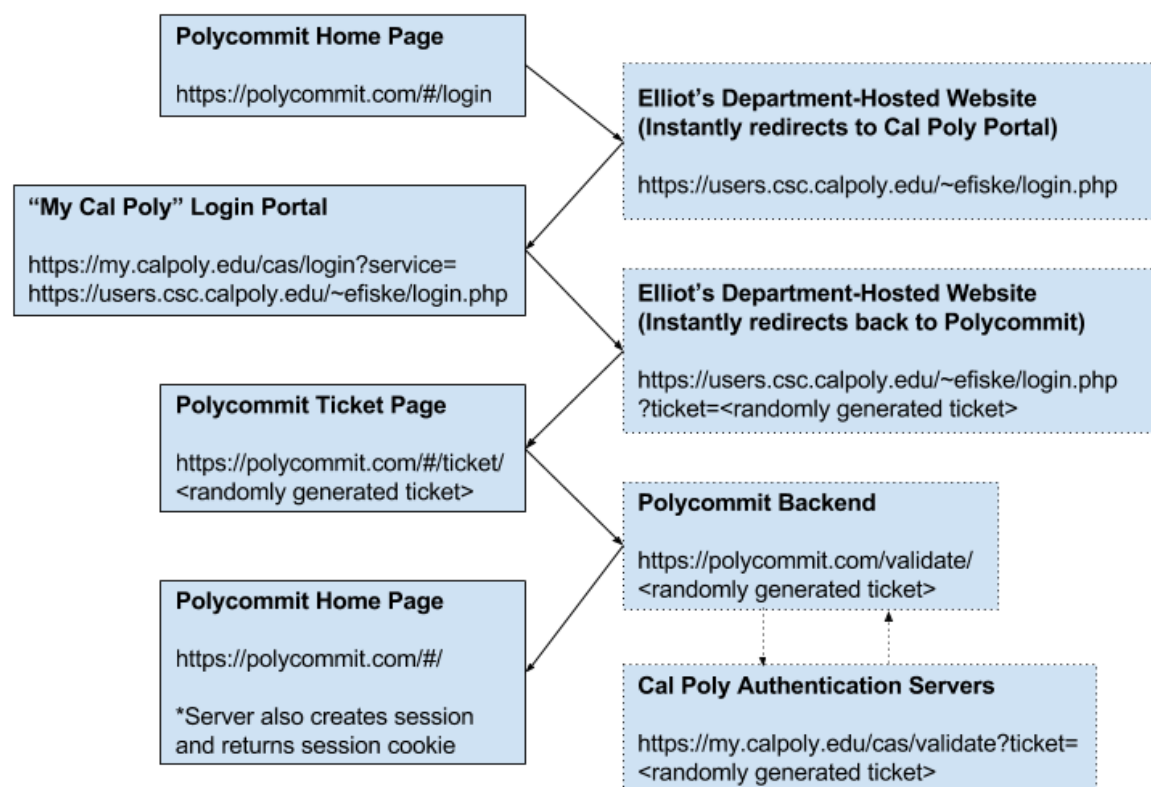 Polycommit Home Page
https://polycommit.com/#/login
Elliot’s Department-Hosted Website
(Instantly redirects to Cal Poly Portal)
https://users.csc.calpoly.edu/~efiske/login.php
“My Cal Poly” Login Portal
https://my.calpoly.edu/cas/login?service=
https://users.csc.calpoly.edu/~efiske/login.php
Elliot’s Department-Hosted Website
(Instantly redirects back to Polycommit)
https://users.csc.calpoly.edu/~efiske/login.php
?ticket=<randomly generated ticket>
Polycommit Ticket Page
https://polycommit.com/#/ticket/
<randomly generated ticket>
Polycommit Backend
https://polycommit.com/validate/
<randomly generated ticket>
Polycommit Home Page
https://polycommit.com/#/
*Server also creates session
and returns session cookie
Cal Poly Authentication Servers
https://my.calpoly.edu/cas/validate?ticket=
<randomly generated ticket>